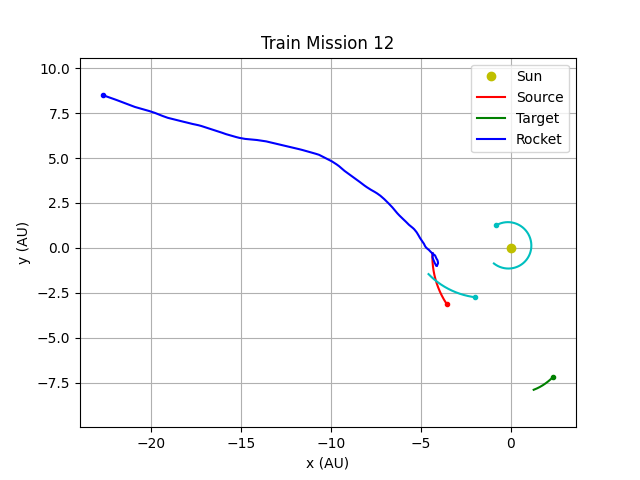 Train Mission 12
10.0
7.5
5.0
2.5
0.0
−2.5
−5.0
−7.5
y (AU)
Sun
Source
Target
Rocket
−20
−15
−10
−5
0
x (AU)